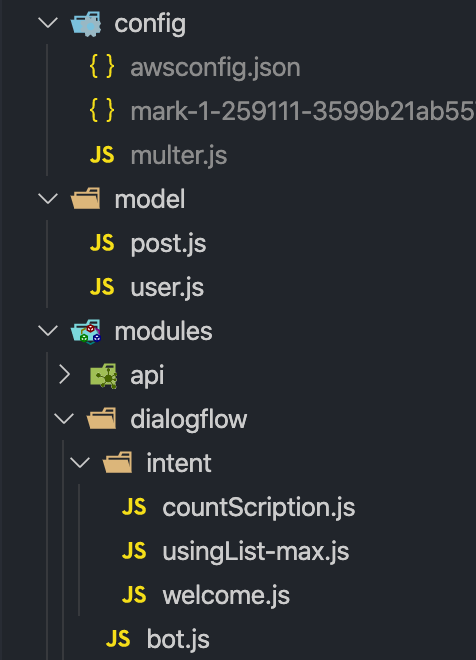 config
{ } awsconfig.json
{ } mark-1-259111-3599b21ab55
JS multer.js
model
JS post.js
JS user.js
modules
api
dialogflow
intent
JS countScription.js
JS usingList-max.js
JS welcome.js
JS bot.js